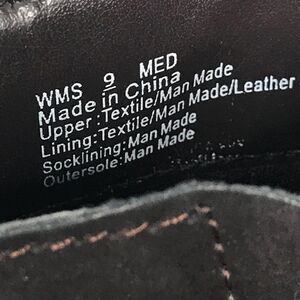 WMS 9 MED
Made in China
Upper:Textile/Man Made
Lining:Textile/Man Made/Leather
Socklining:Man Made
Outersole:Man Made